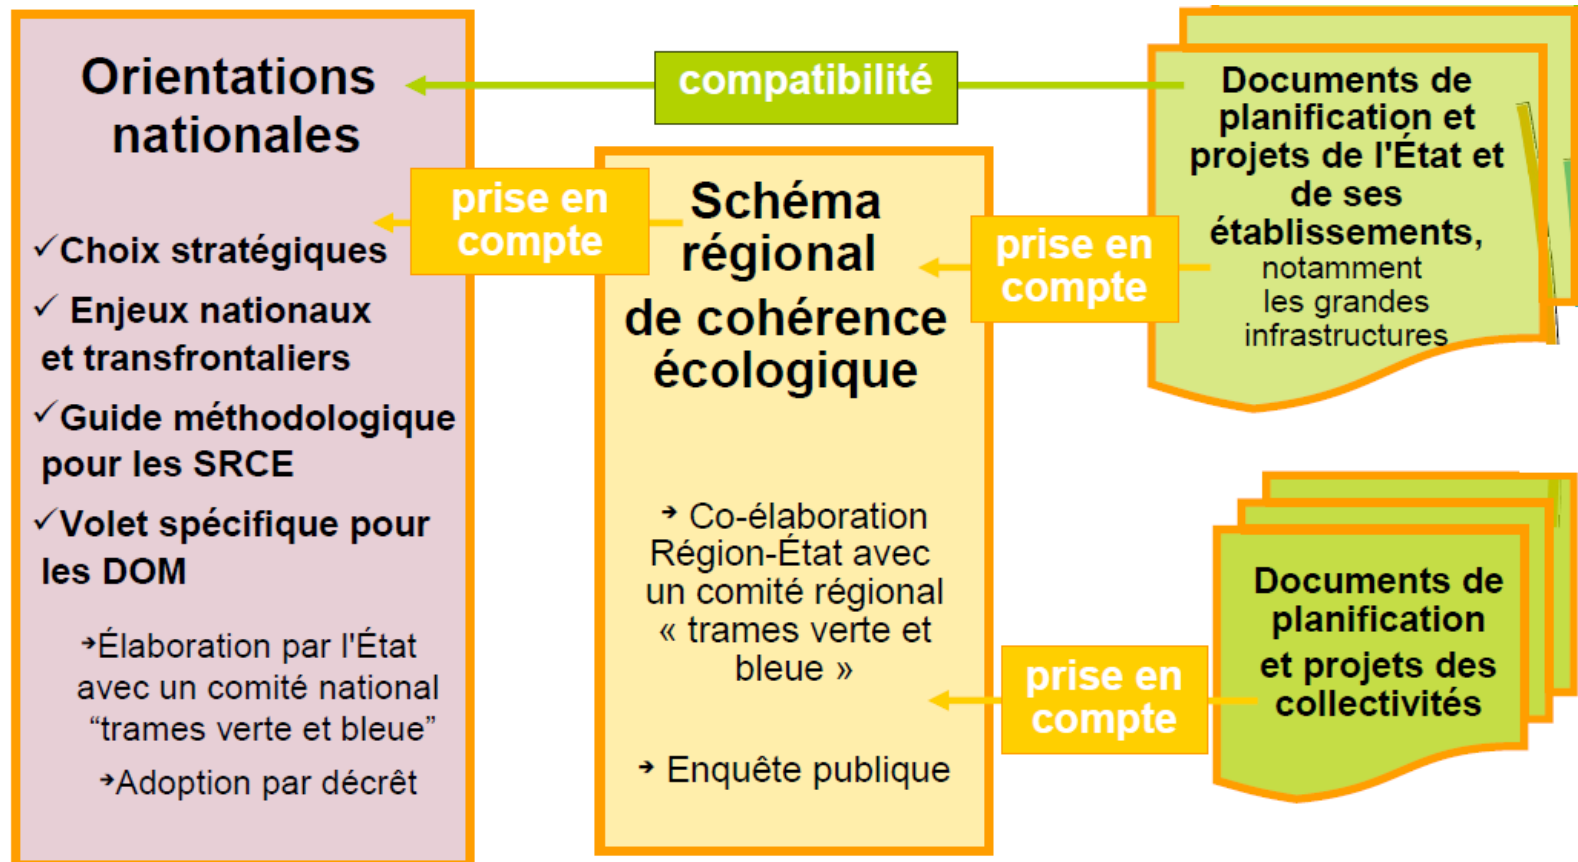 Orientations
nationales
✓Choix stratégiques
✓ Enjeux nationaux
et transfrontaliers
✓Guide méthodologique
pour les SRCE
✓Volet spécifique pour
les DOM
➔Élaboration par l'État
avec un comité national
“trames verte et bleue”
➔Adoption par décrêt
compatibilité
prise en
compte
Schéma
régional
de cohérence
écologique
➔ Co-élaboration
Région-État avec
un comité régional
« trames verte et
bleue »
➔ Enquête publique
prise en
compte
Documents de
planification et
projets de l'État et
de ses
établissements,
notamment
les grandes
infrastructures
prise en
compte
Documents de
planification
et projets des
collectivités